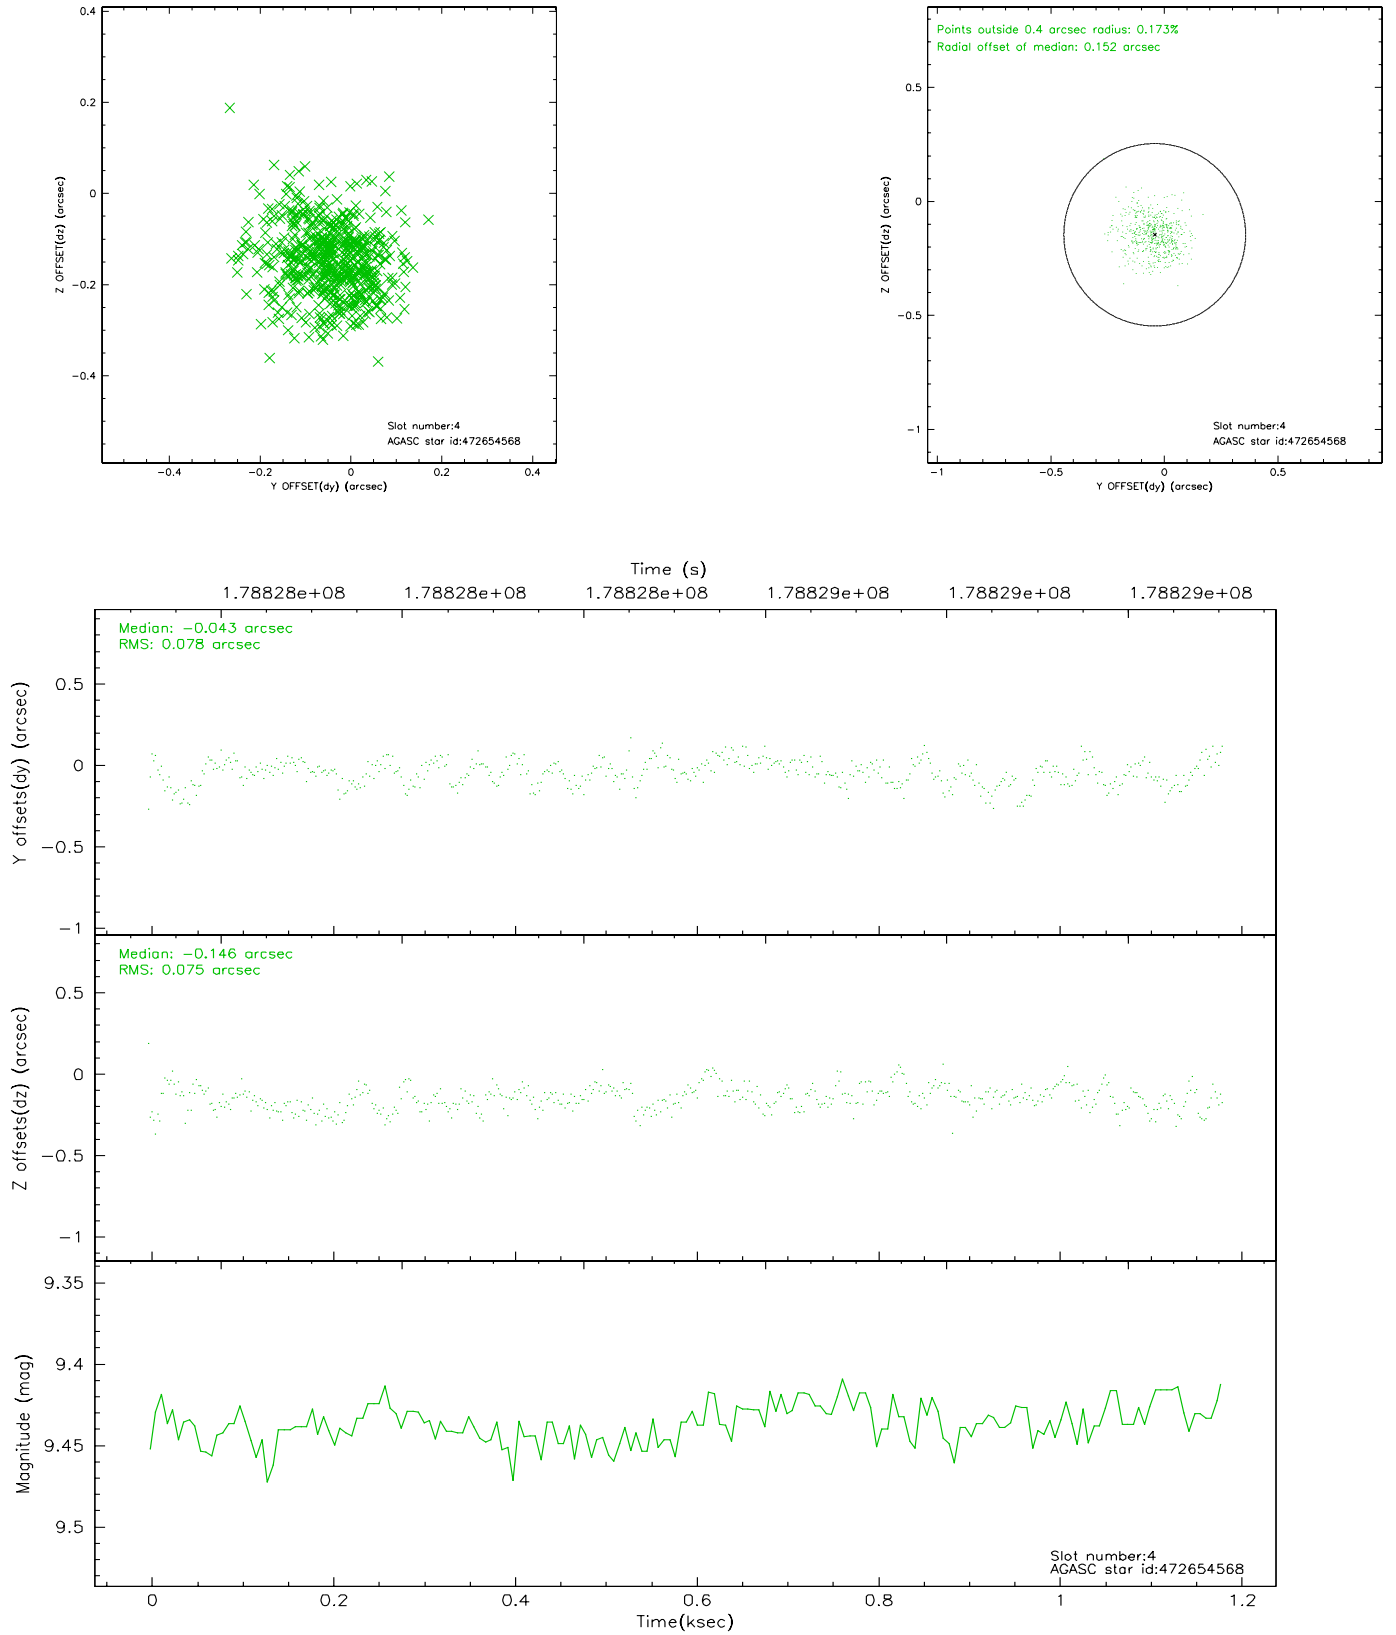 0.4
0.2
0
−0.2
−0.4
Z OFFSET(dz) (arcsec)
Slot number:4
AGASC star id:472654568
−0.4
−0.2
0
0.2
0.4
Y OFFSET(dy) (arcsec)
Points outside 0.4 arcsec radius: 0.173%
Radial offset of median: 0.152 arcsec
0.5
0
−0.5
−1
Z OFFSET(dz) (arcsec)
Slot number:4
AGASC star id:472654568
−1
−0.5
0
0.5
Y OFFSET(dy) (arcsec)
Time (s)
1.78828e+08
1.78828e+08
1.78828e+08
1.78829e+08
1.78829e+08
1.78829e+08
Median: −0.043 arcsec
RMS: 0.078 arcsec
0.5
0
−0.5
−1
Y offsets(dy) (arcsec)
Median: −0.146 arcsec
RMS: 0.075 arcsec
0.5
0
−0.5
−1
Z offsets(dz) (arcsec)
9.35
9.4
9.45
9.5
Magnitude (mag)
Slot number:4
AGASC star id:472654568
0
0.2
0.4
0.6
0.8
1
1.2
Time(ksec)